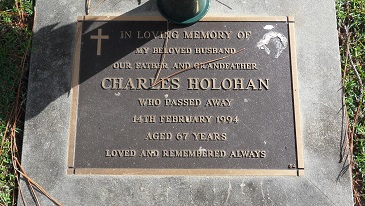 IN LOVING MEMORY OF
MY BELOVED HUSBAND
OUR FATHER AND GRANDFATHER
CHARLES HOLOHAN
WHO PASSED AWAY
14TH FEBRUARY 1994
AGED 67 YEARS
LOVED AND REMEMBERED ALWAYS